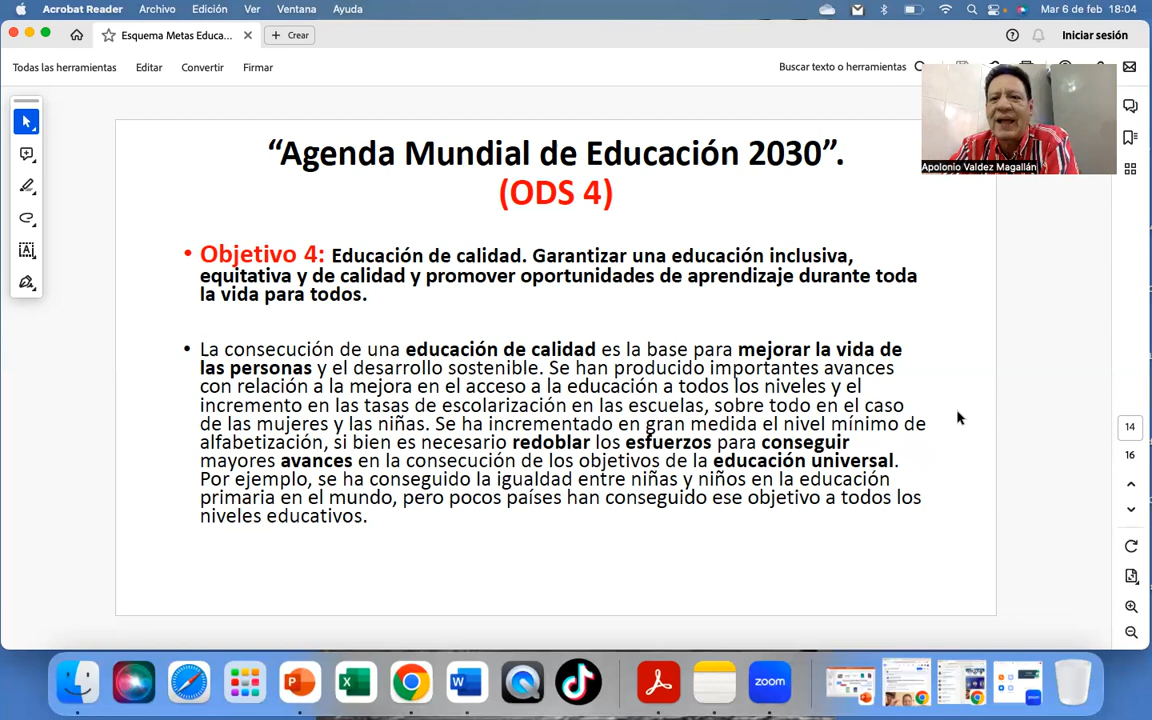 Acrobat Reader Archivo Edición Ver Ventana Ayuda Mar 6 de feb 18:04
Esquema Metas Educa... Crear Iniciar sesión
Todas las herramientas Editar Convertir Firmar Buscar texto o herramientas
Apolonio Valdez Magallán
“Agenda Mundial de Educación 2030”.
(ODS 4)
• Objetivo 4: Educación de calidad. Garantizar una educación inclusiva,
equitativa y de calidad y promover oportunidades de aprendizaje durante toda
la vida para todos.
• La consecución de una educación de calidad es la base para mejorar la vida de
las personas y el desarrollo sostenible. Se han producido importantes avances
con relación a la mejora en el acceso a la educación a todos los niveles y el
incremento en las tasas de escolarización en las escuelas, sobre todo en el caso
de las mujeres y las niñas. Se ha incrementado en gran medida el nivel mínimo de
alfabetización, si bien es necesario redoblar los esfuerzos para conseguir
mayores avances en la consecución de los objetivos de la educación universal.
Por ejemplo, se ha conseguido la igualdad entre niñas y niños en la educación
primaria en el mundo, pero pocos países han conseguido ese objetivo a todos los
niveles educativos.
14
16
zoom